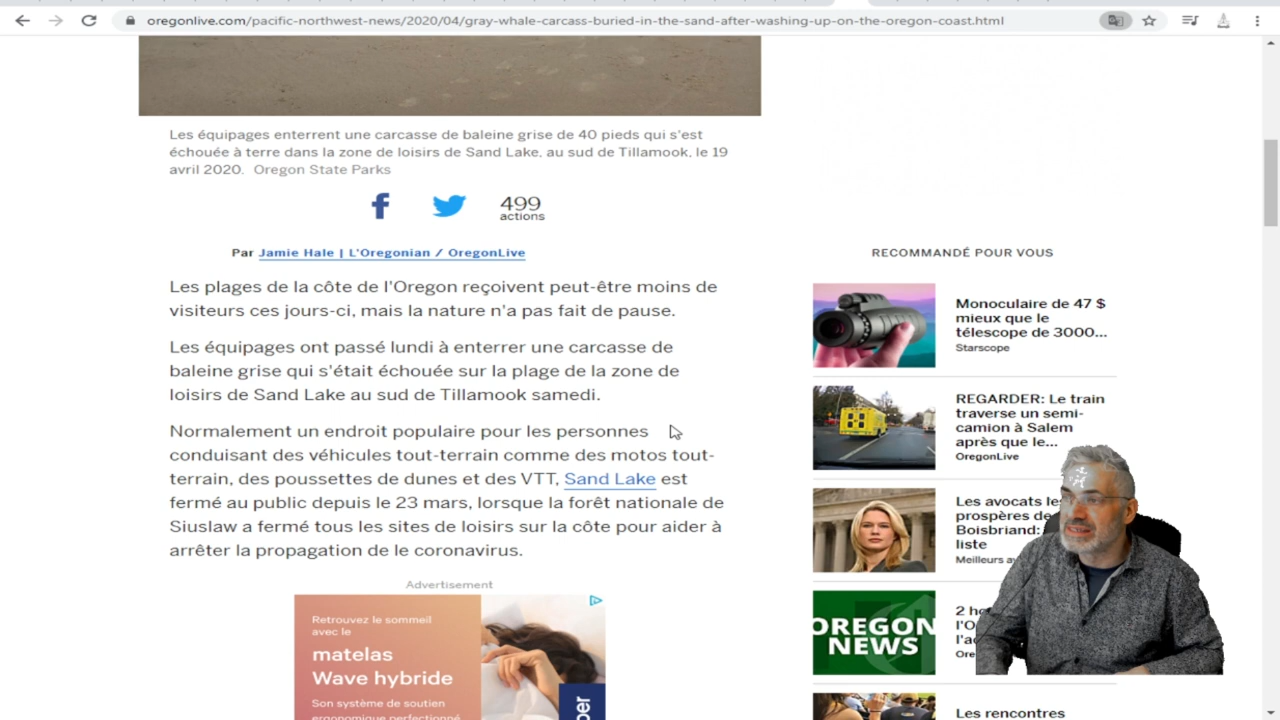 oregonlive.com/pacific-northwest-news/2020/04/gray-whale-carcass-buried-in-the-sand-after-washing-up-on-the-oregon-coast.html
Les équipages enterrent une carcasse de baleine grise de 40 pieds qui s'est
échouée à terre dans la zone de loisirs de Sand Lake, au sud de Tillamook, le 19
avril 2020. Oregon State Parks
499
actions
Par Jamie Hale | L'Oregonian / OregonLive
Les plages de la côte de l'Oregon reçoivent peut-être moins de
visiteurs ces jours-ci, mais la nature n'a pas fait de pause.
Les équipages ont passé lundi à enterrer une carcasse de
baleine grise qui s'était échouée sur la plage de la zone de
loisirs de Sand Lake au sud de Tillamook samedi.
Normalement un endroit populaire pour les personnes
conduisant des véhicules tout-terrain comme des motos tout-
terrain, des poussettes de dunes et des VTT, Sand Lake est
fermé au public depuis le 23 mars, lorsque la forêt nationale de
Siuslaw a fermé tous les sites de loisirs sur la côte pour aider à
arrêter la propagation de le coronavirus.
Advertisement
Retrouvez le sommeil
avec le
matelas
Wave hybride
Son système de soutien
ergonomique perfectionné
RECOMMANDÉ POUR VOUS
Monoculaire de 47 $
mieux que le
télescope de 3000...
Starscope
REGARDER: Le train
traverse un semi-
camion à Salem
après que le...
OregonLive
Les avocats les
prospères de
Boisbriand:
liste
Meilleurs
OREGON
NEWS
2
Les rencontres